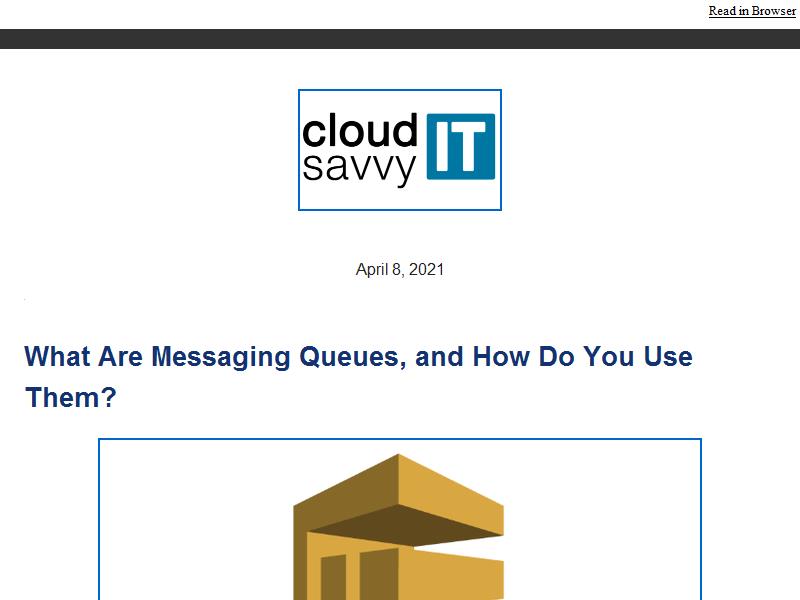 Read in Browser
cloud IT
savvy
April 8, 2021
What Are Messaging Queues, and How Do You Use
Them?